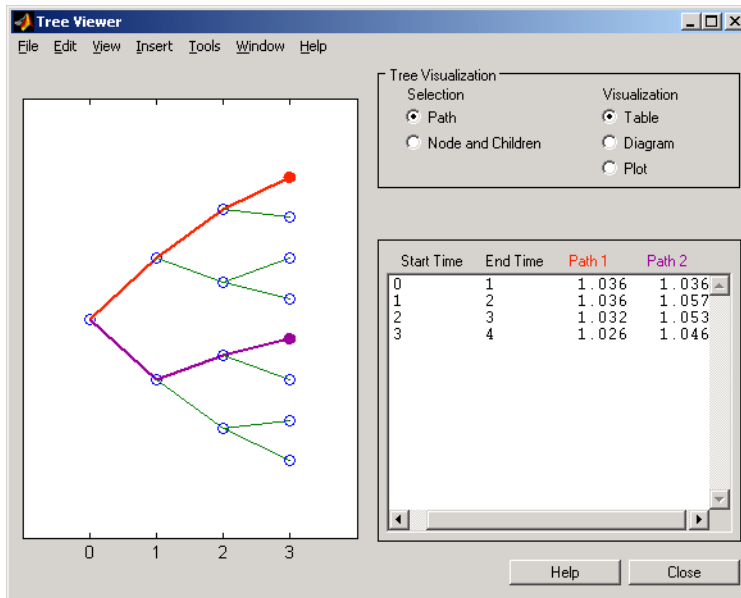 Tree Viewer
File Edit View Insert Tools Window Help
Tree Visualization
Selection Visualization
Path Table
Node and Children Diagram
Plot
Start Time End Time Path 1 Path 2
0 1 1.036 1.036
1 2 1.036 1.057
2 3 1.032 1.053
3 4 1.026 1.046
0 1 2 3
Help Close